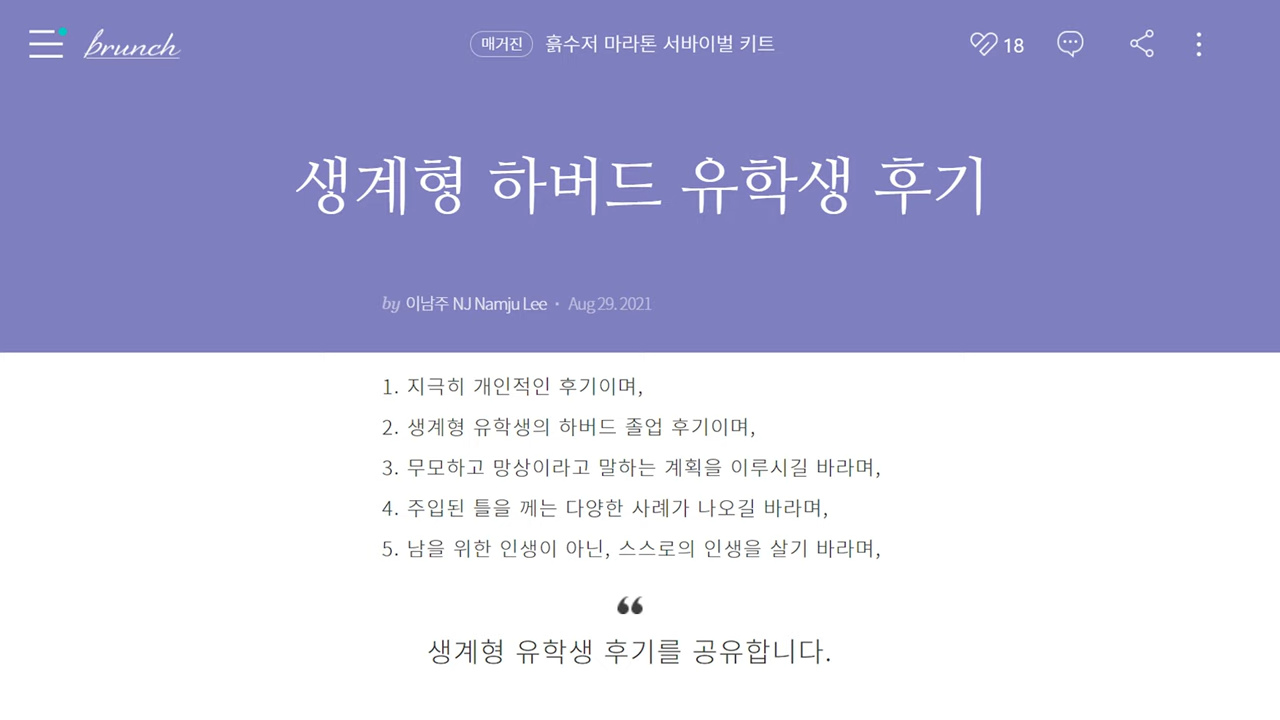 brunch
매거진 흙수저 마라톤 서바이벌 키트
18
생계형 하버드 유학생 후기
by 이남주 NJ Namju Lee · Aug 29. 2021
1. 지극히 개인적인 후기이며,
2. 생계형 유학생의 하버드 졸업 후기이며,
3. 무모하고 망상이라고 말하는 계획을 이루시길 바라며,
4. 주입된 틀을 께는 다양한 사례가 나오길 바라며,
5. 남을 위한 인생이 아닌, 스스로의 인생을 살기 바라며,
❝
생계형 유학생 후기를 공유합니다.